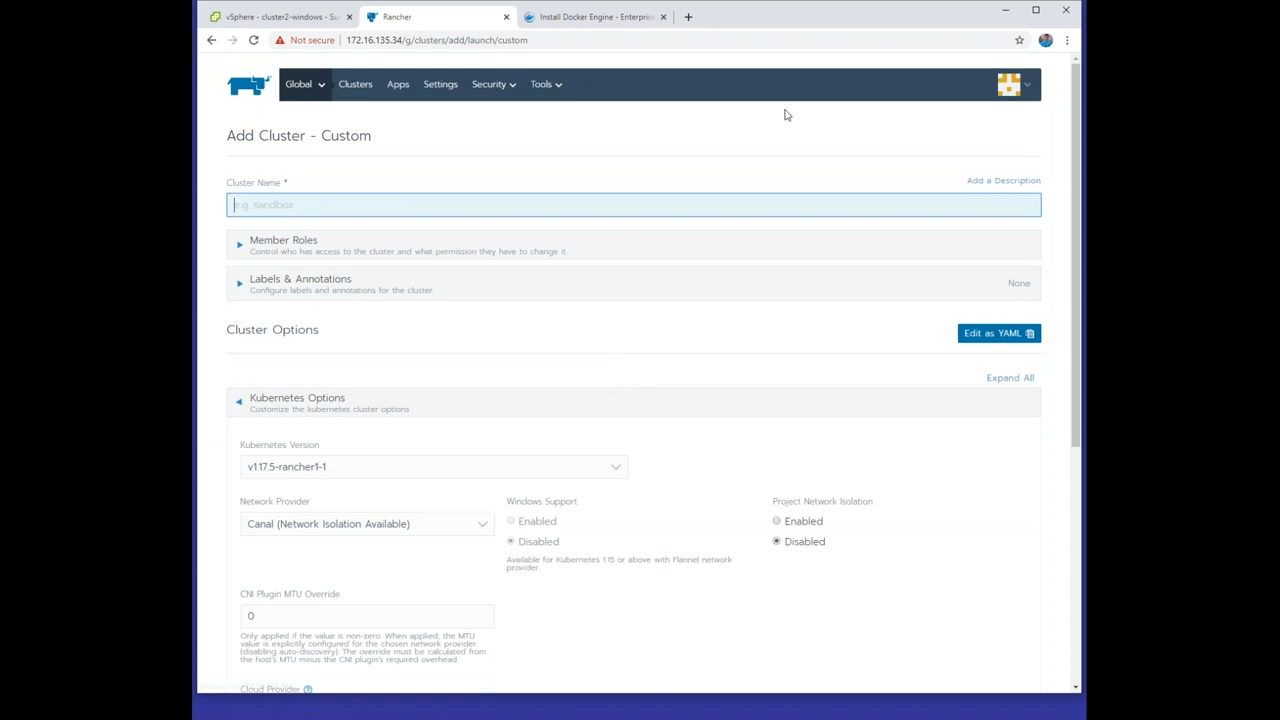 vSphere - cluster2-windows - Su
Rancher
Install Docker Engine - Enterprise
Not secure
172.16.135.34/g/clusters/add/launch/custom
Global
Clusters
Apps
Settings
Security
Tools
Add Cluster - Custom
Cluster Name *
Add a Description
e.g. sandbox
Member Roles
Control who has access to the cluster and what permission they have to change it.
Labels & Annotations
Configure labels and annotations for the cluster.
None
Cluster Options
Edit as YAML
Expand All
Kubernetes Options
Customize the kubernetes cluster options
Kubernetes Version
v1.17.5-rancher1-1
Network Provider
Windows Support
Project Network Isolation
Canal (Network Isolation Available)
Enabled
Disabled
Enabled
Disabled
Available for Kubernetes 1.15 or above with Flannel network
provider.
CNI Plugin MTU Override
0
Only applied if the value is non-zero. When applied, the MTU
value is explicitly configured for the chosen network provider
(disabling auto-discovery). The override must be calculated from
the host's MTU minus the CNI plugin's required overhead.
Cloud Provider